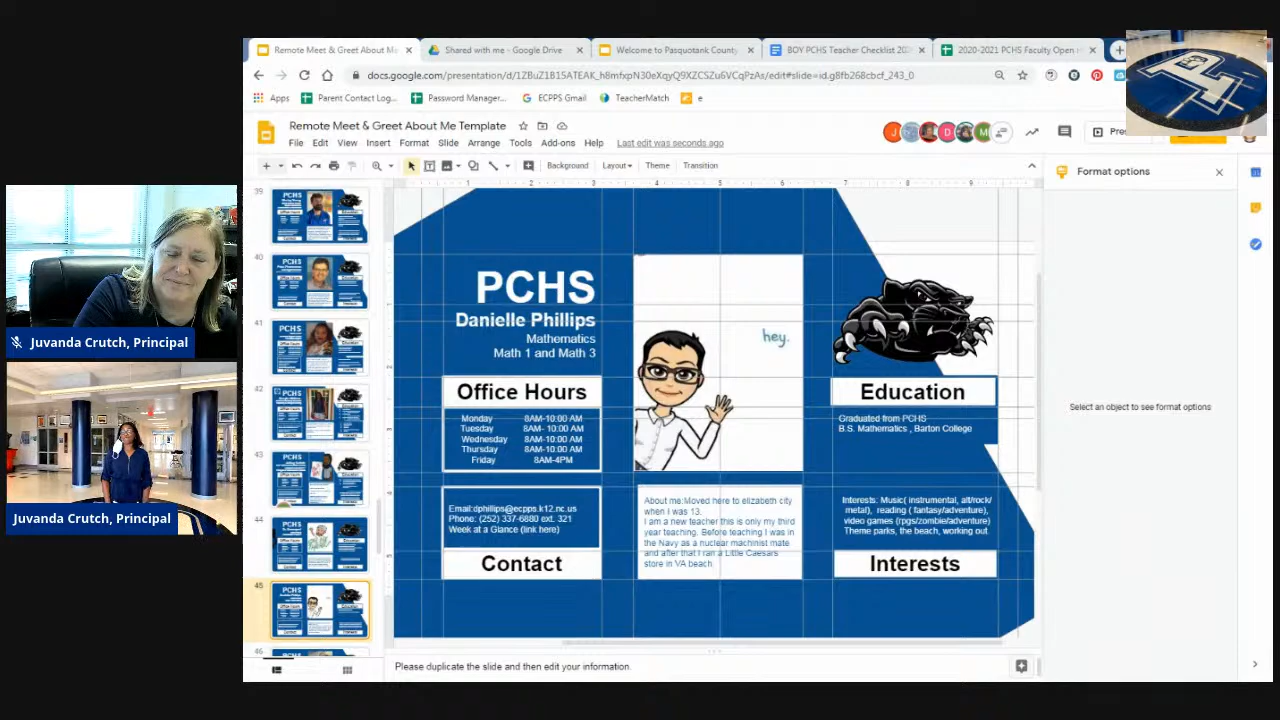 Remote Meet & Greet About Me Tem
Shared with me - Google Drive
Welcome to Pasquotank County
BOY PCHS Teacher Checklist 202
2020-2021 PCHS Faculty Open H
Apps
Parent Contact Log...
Password Manager...
ECPPS Gmail
TeacherMatch
e
Remote Meet & Greet About Me Template
File Edit View Insert Format Slide Arrange Tools Add-ons Help Last edit was seconds ago
Background Layout Theme Transition
Format options
Select an object to see format options
39
40
41
42
43
44
45
46
Juvanda Crutch, Principal
Juvanda Crutch, Principal
PCHS
Danielle Phillips
Mathematics
Math 1 and Math 3
Office Hours
Monday 8AM-10:00 AM
Tuesday 8AM- 10:00 AM
Wednesday 8AM-10:00 AM
Thursday 8AM-10:00 AM
Friday 8AM-4PM
Email:dphillips@ecpps.k12.nc.us
Phone: (252) 337-6880 ext. 321
Week at a Glance (link here)
Contact
hey.
About me:Moved here to elizabeth city
when I was 13.
I am a new teacher this is only my third
year teaching. Before teaching I was in
the Navy as a nuclear machinist mate
and after that I ran a Little Caesars
store in VA beach.
Education
Graduated from PCHS
B.S. Mathematics , Barton College
Interests: Music( instrumental, alt/rock/
metal), reading ( fantasy/adventure),
video games (rpgs/zombie/adventure)
Theme parks, the beach, working out.
Interests
Please duplicate the slide and then edit your information.